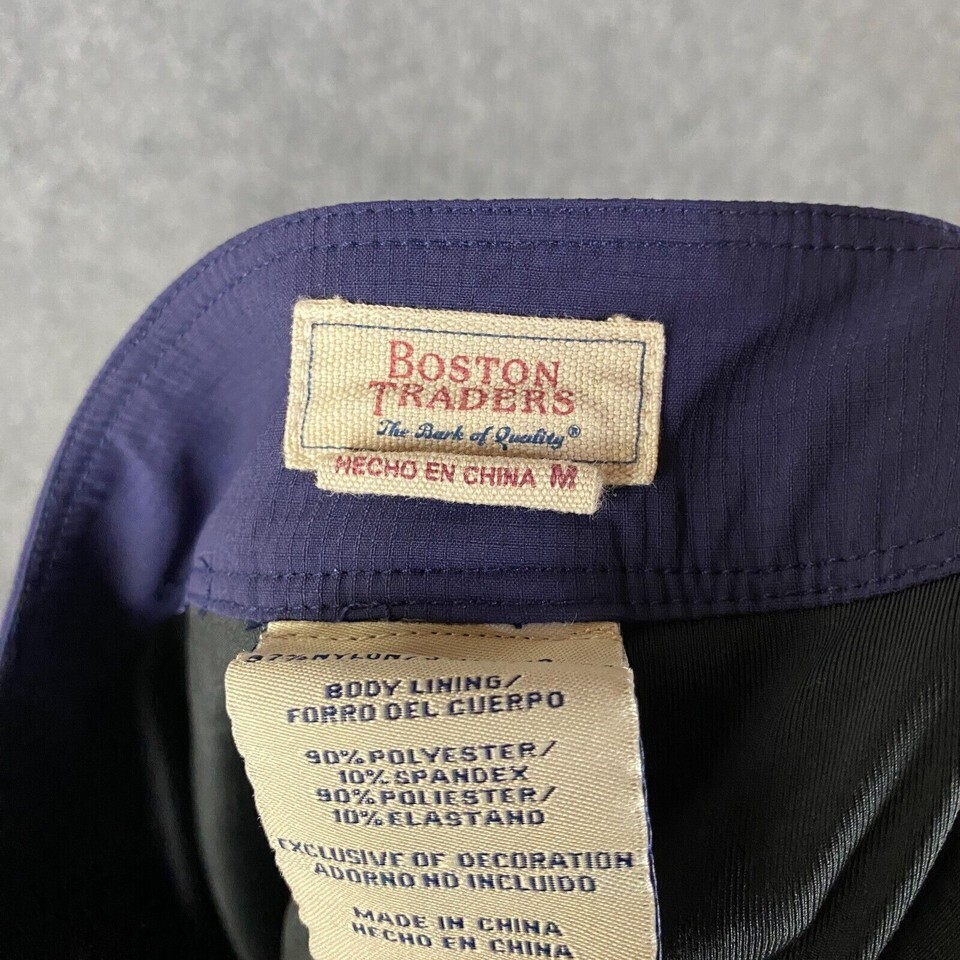 BOSTON
TRADERS
The Bark of Quality®
HECHO EN CHINA M
BODY LINING/
FORRO DEL CUERPO
90% POLYESTER/
10% SPANDEX
90% POLIESTER/
10% ELASTANO
EXCLUSIVE OF DECORATION
ADORNO NO INCLUIDO
MADE IN CHINA
HECHO EN CHINA